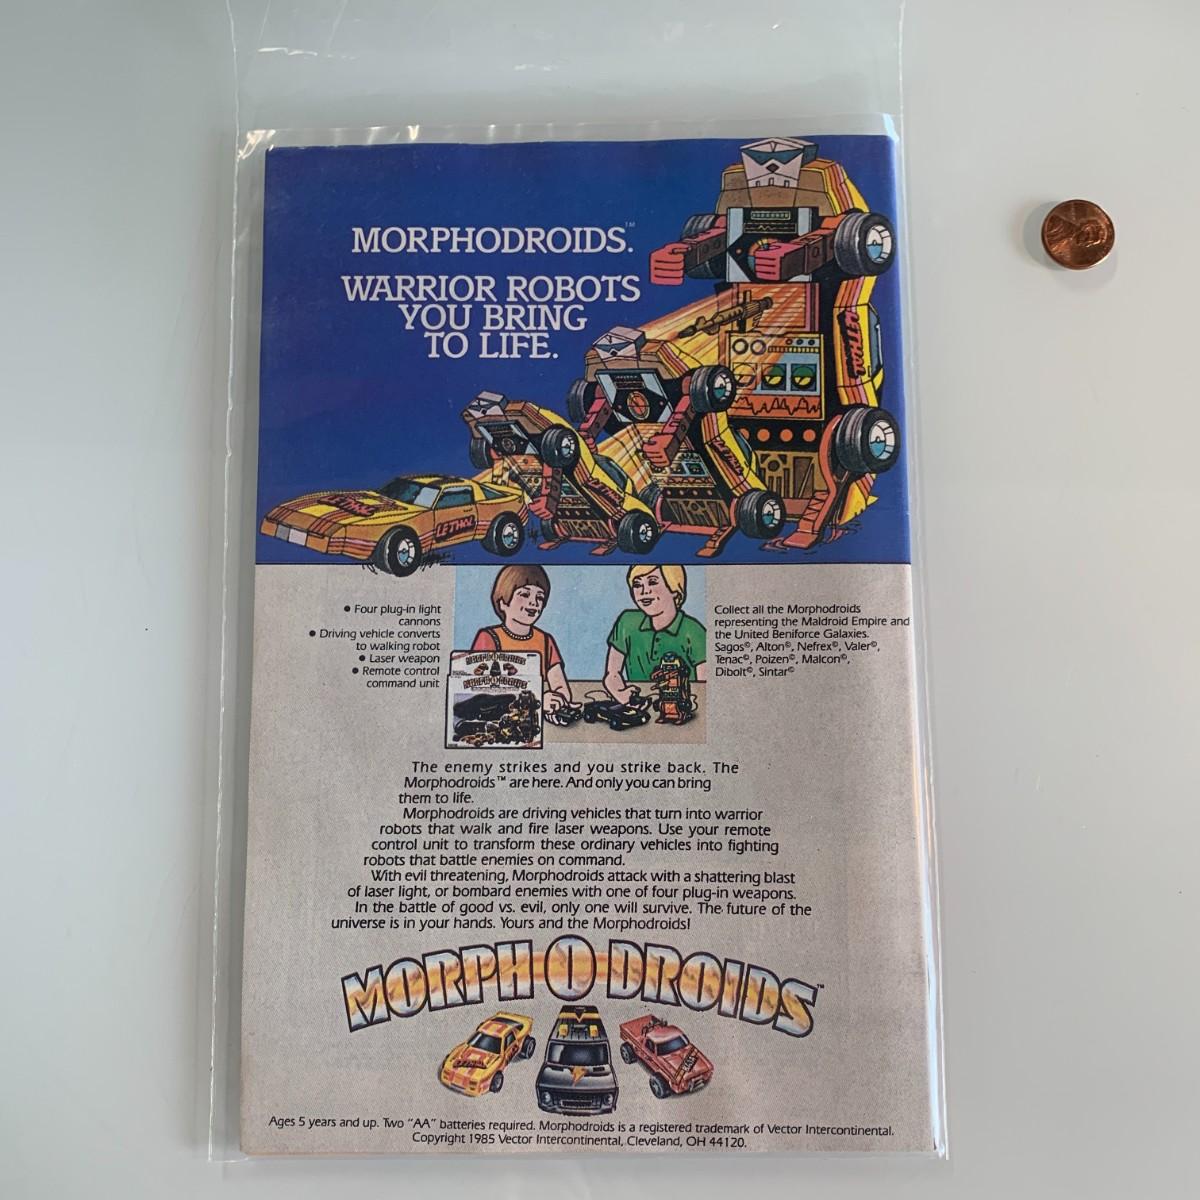 MORPHODROIDS.™
WARRIOR ROBOTS
YOU BRING
TO LIFE.
LETHAL
LETHAL
LETHAL
LETHAL
LETHAL
• Four plug-in light
cannons
• Driving vehicle converts
to walking robot
• Laser weapon
• Remote control
command unit
MORPH O DROIDS
MORPH O DROIDS
Collect all the Morphodroids
representing the Maldroid Empire and
the United Beniforce Galaxies.
Sagos©, Alton©, Nefrex©, Valer©,
Tenac©, Poizen©, Malcon©,
Dibolt©, Sintar©
The enemy strikes and you strike back. The
Morphodroids™ are here. And only you can bring
them to life.
Morphodroids are driving vehicles that turn into warrior
robots that walk and fire laser weapons. Use your remote
control unit to transform these ordinary vehicles into fighting
robots that battle enemies on command.
With evil threatening, Morphodroids attack with a shattering blast
of laser light, or bombard enemies with one of four plug-in weapons.
In the battle of good vs. evil, only one will survive. The future of the
universe is in your hands. Yours and the Morphodroids!
MORPH O DROIDS™
LETHAL
Ages 5 years and up. Two "AA" batteries required. Morphodroids is a registered trademark of Vector Intercontinental.
Copyright 1985 Vector Intercontinental, Cleveland, OH 44120.